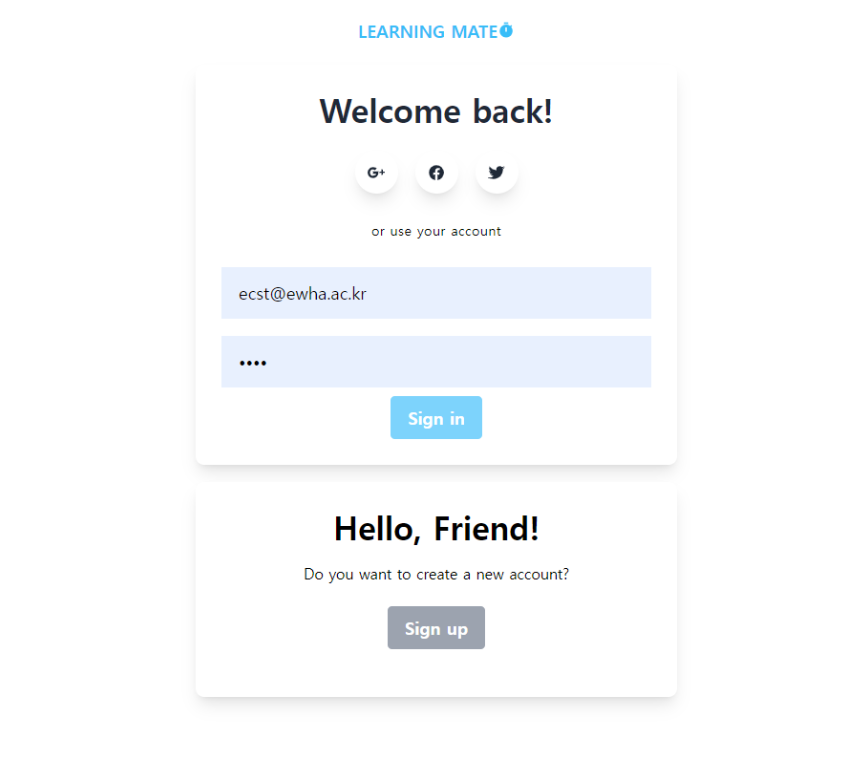 LEARNING MATE
Welcome back!
G+
or use your account
ecst@ewha.ac.kr
••••
Sign in
Hello, Friend!
Do you want to create a new account?
Sign up